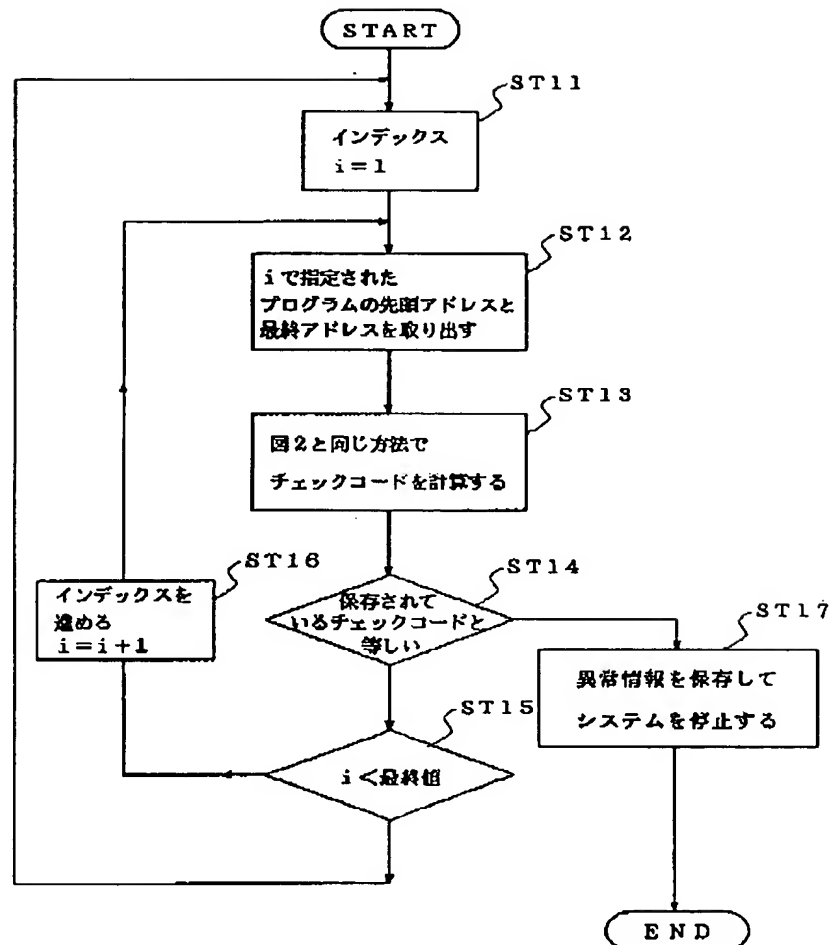 START
ST11
インデックス
i=1
ST12
iで指定された
プログラムの先頭アドレスと
最終アドレスを取り出す
ST13
図2と同じ方法で
チェックコードを計算する
ST16
インデックスを
進める
i=i+1
ST14
保存されて
いるチェックコードと
等しい
ST17
異常情報を保存して
システムを停止する
ST15
i<最終値
END